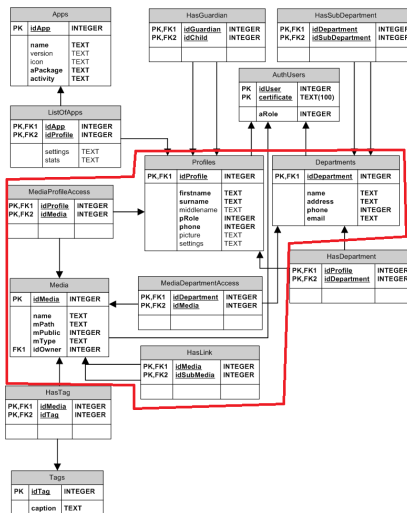 Apps
PK idApp INTEGER
name TEXT
version TEXT
icon TEXT
aPackage TEXT
activity TEXT
HasGuardian
PK,FK1 idGuardian INTEGER
PK,FK2 idChild INTEGER
HasSubDepartment
PK,FK1 idDepartment INTEGER
PK,FK2 idSubDepartment INTEGER
AuthUsers
PK idUser INTEGER
PK certificate TEXT(100)
aRole INTEGER
ListOfApps
PK,FK1 idApp INTEGER
PK,FK2 idProfile INTEGER
settings TEXT
stats TEXT
Profiles
PK,FK1 idProfile INTEGER
firstname TEXT
surname TEXT
middlename TEXT
pRole INTEGER
phone INTEGER
picture TEXT
settings TEXT
Departments
PK,FK1 idDepartment INTEGER
name TEXT
address TEXT
phone INTEGER
email TEXT
MediaProfileAccess
PK,FK1 idProfile INTEGER
PK,FK2 idMedia INTEGER
HasDepartment
PK,FK1 idProfile INTEGER
PK,FK2 idDepartment INTEGER
Media
PK idMedia INTEGER
name TEXT
mPath TEXT
mPublic INTEGER
mType TEXT
FK1 idOwner INTEGER
MediaDepartmentAccess
PK,FK1 idDepartment INTEGER
PK,FK2 idMedia INTEGER
HasLink
PK,FK1 idMedia INTEGER
PK,FK2 idSubMedia INTEGER
HasTag
PK,FK1 idMedia INTEGER
PK,FK2 idTag INTEGER
Tags
PK idTag INTEGER
caption TEXT